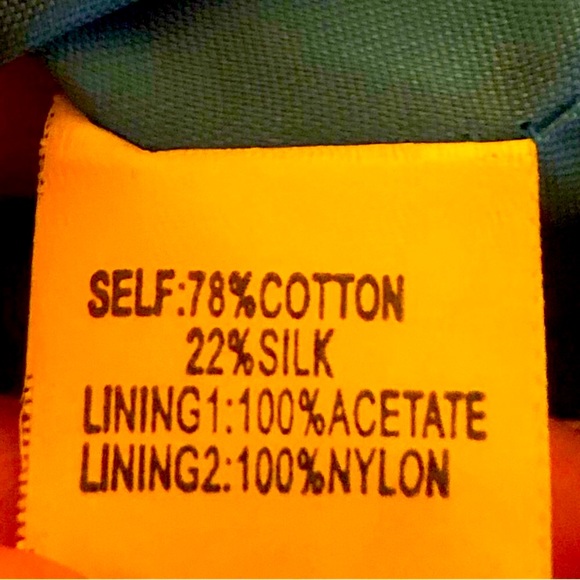 SELF:78%COTTON
22%SILK
LINING1:100%ACETATE
LINING2:100%NYLON